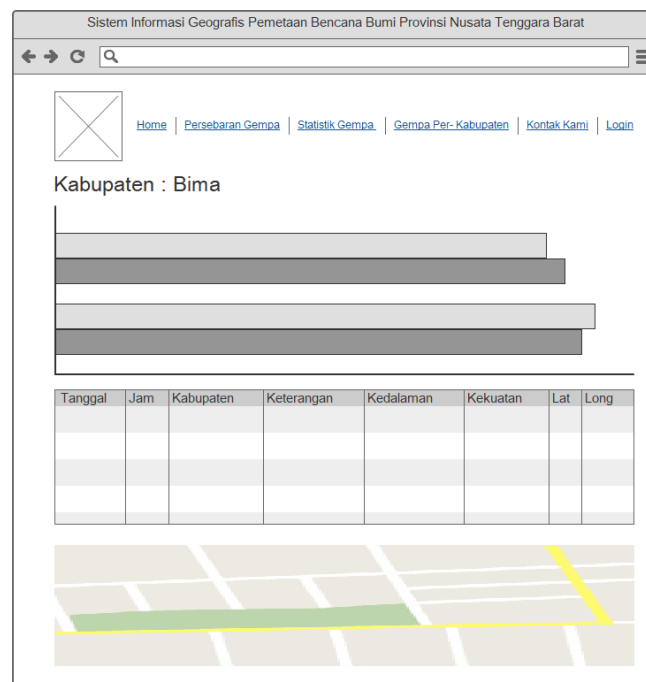 Sistem Informasi Geografis Pemetaan Bencana Bumi Provinsi Nusata Tenggara Barat
Home Persebaran Gempa Statistik Gempa Gempa Per- Kabupaten Kontak Kami Login
Kabupaten : Bima
Tanggal Jam Kabupaten Keterangan Kedalaman Kekuatan Lat Long